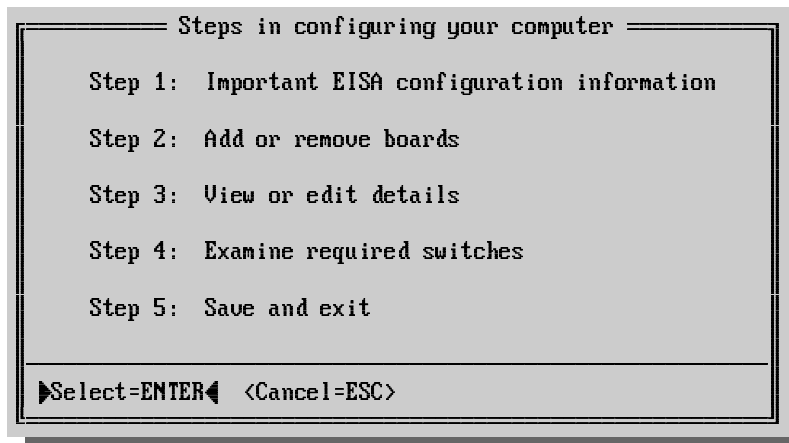 Steps in configuring your computer
Step 1: Important EISA configuration information
Step 2: Add or remove boards
Step 3: View or edit details
Step 4: Examine required switches
Step 5: Save and exit
Select=ENTER <Cancel=ESC>